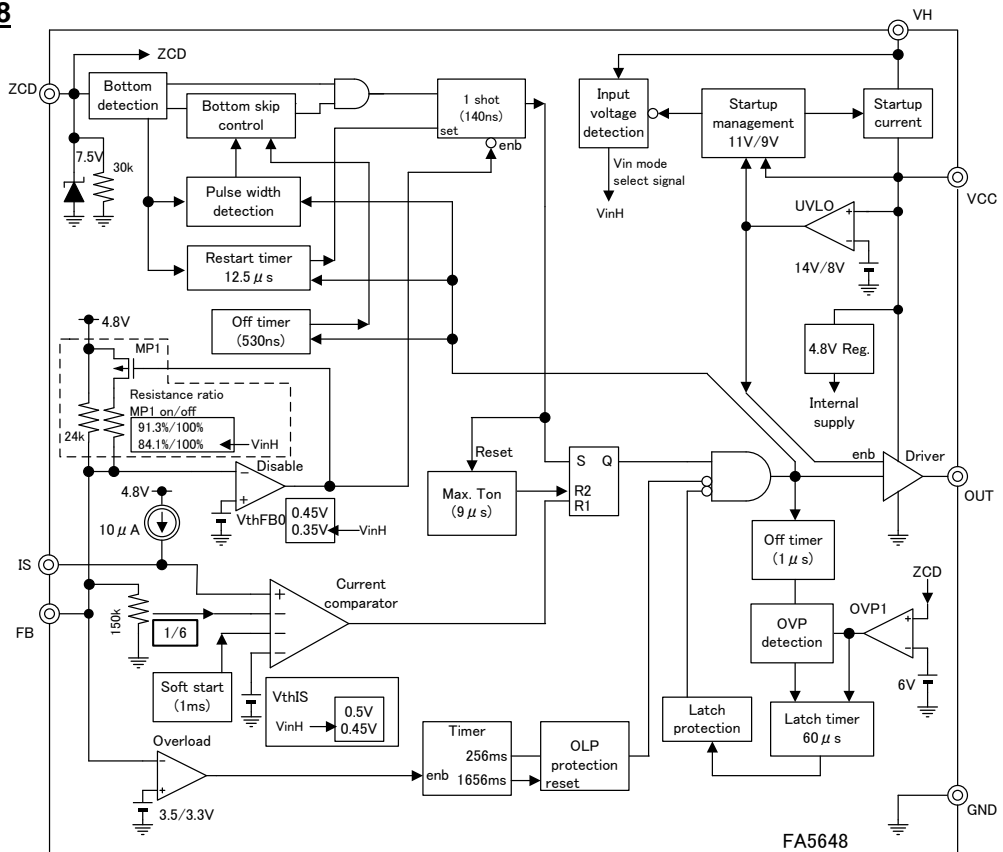 8
VH
ZCD
ZCD
Bottom
detection
Bottom skip
control
1 shot
(140ns)
set
enb
Input
voltage
detection
Startup
management
11V/9V
Startup
current
7.5V
30k
Pulse width
detection
Vin mode
select signal
VinH
VCC
UVLO
+
−
14V/8V
Restart timer
12.5μs
Off timer
(530ns)
4.8V
MP1
4.8V Reg.
Internal
supply
Resistance ratio
MP1 on/off
91.3%/100%
84.1%/100%
VinH
24k
Disable
−
+
VthFB0
0.45V
0.35V
VinH
4.8V
10μA
Reset
Max. Ton
(9μs)
S Q
R2
R1
enb
Driver
OUT
Off timer
(1μs)
IS
FB
150k
1/6
+
−
−
−
Current
comparator
ZCD
OVP1
+
−
6V
OVP
detection
Soft start
(1ms)
VthIS
VinH
0.5V
0.45V
Latch
protection
Latch timer
60μs
Overload
−
+
3.5/3.3V
Timer
256ms
enb 1656ms
OLP
protection
reset
GND
FA5648